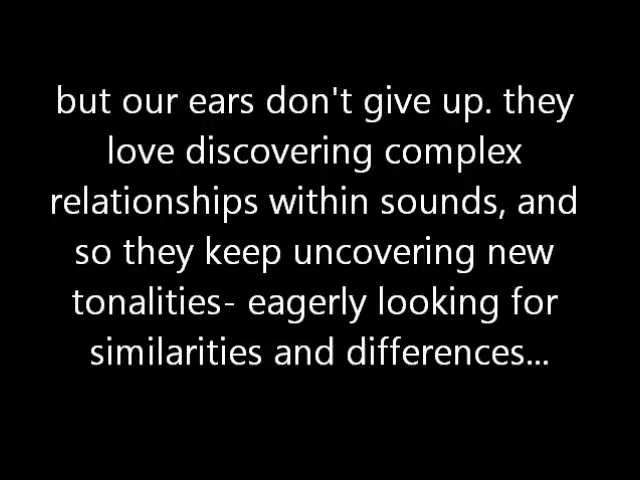 but our ears don't give up. they
love discovering complex
relationships within sounds, and
so they keep uncovering new
tonalities- eagerly looking for
similarities and differences...